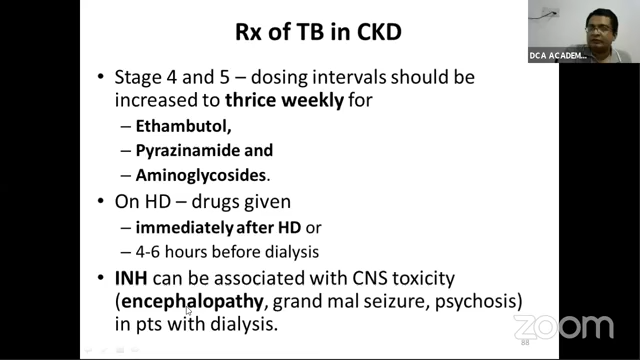 Rx of TB in CKD
DCA ACADEM...
• Stage 4 and 5 – dosing intervals should be
increased to thrice weekly for
– Ethambutol,
– Pyrazinamide and
– Aminoglycosides.
• On HD – drugs given
– immediately after HD or
– 4-6 hours before dialysis
• INH can be associated with CNS toxicity
(encephalopathy, grand mal seizure, psychosis)
in pts with dialysis.
zoom
88